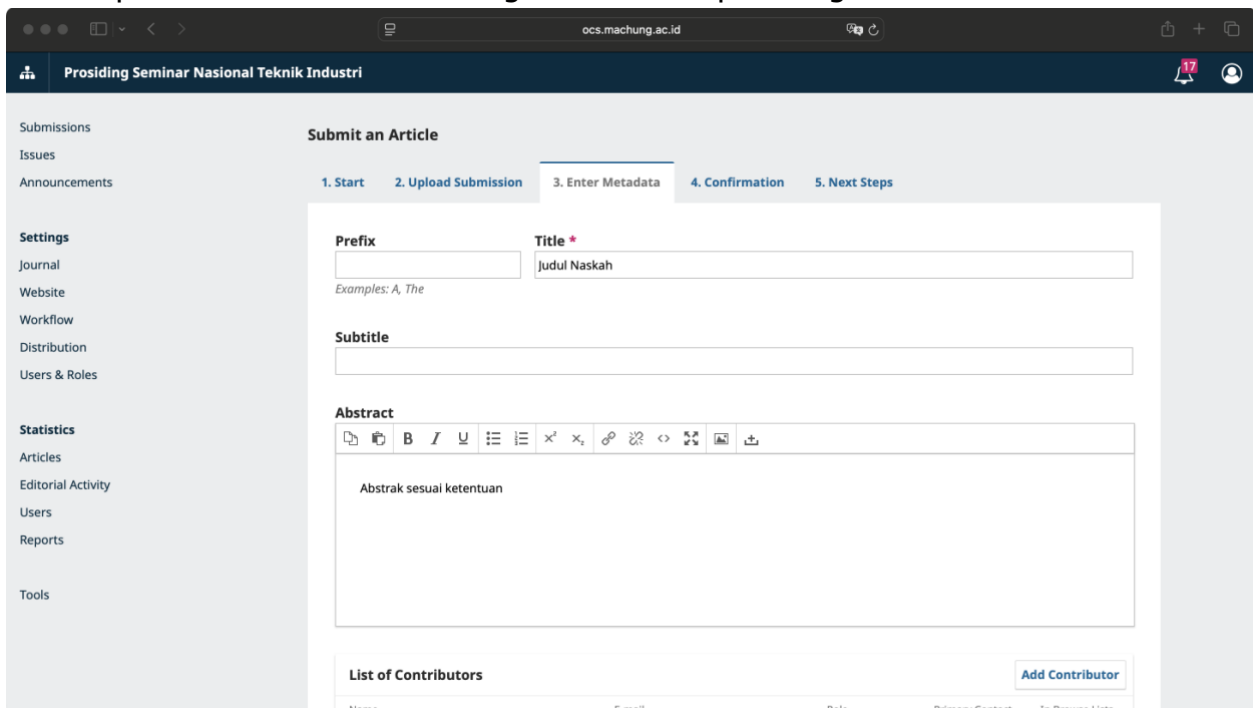 ocs.machung.ac.id
Prosiding Seminar Nasional Teknik Industri
17
Submissions
Issues
Announcements
Settings
Journal
Website
Workflow
Distribution
Users & Roles
Statistics
Articles
Editorial Activity
Users
Reports
Tools
Submit an Article
1. Start 2. Upload Submission 3. Enter Metadata 4. Confirmation 5. Next Steps
Prefix Title *
Judul Naskah
Examples: A, The
Subtitle
Abstract
B I U
Abstrak sesuai ketentuan
List of Contributors Add Contributor